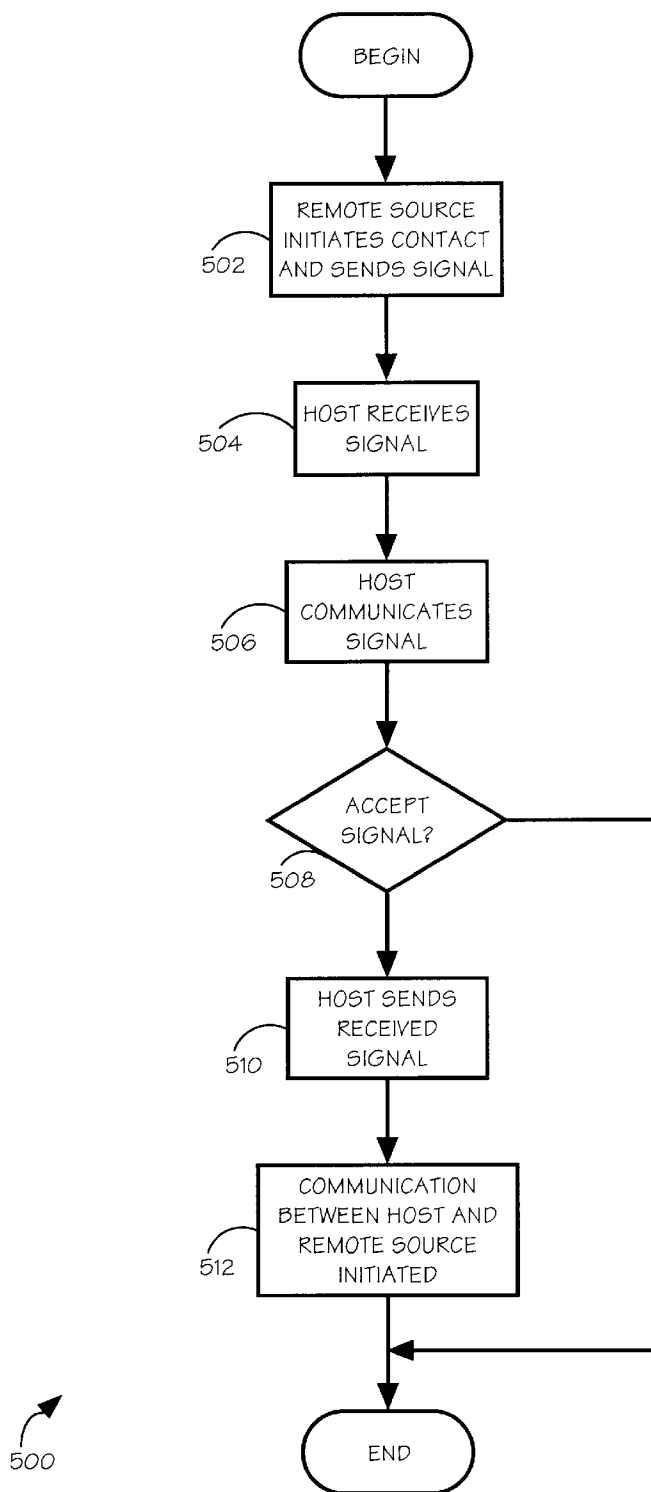 BEGIN
REMOTE SOURCE
INITIATES CONTACT
AND SENDS SIGNAL
502
HOST RECEIVES
SIGNAL
504
HOST
COMMUNICATES
SIGNAL
506
ACCEPT
SIGNAL?
508
HOST SENDS
RECEIVED
SIGNAL
510
COMMUNICATION
BETWEEN HOST AND
REMOTE SOURCE
INITIATED
512
END
500